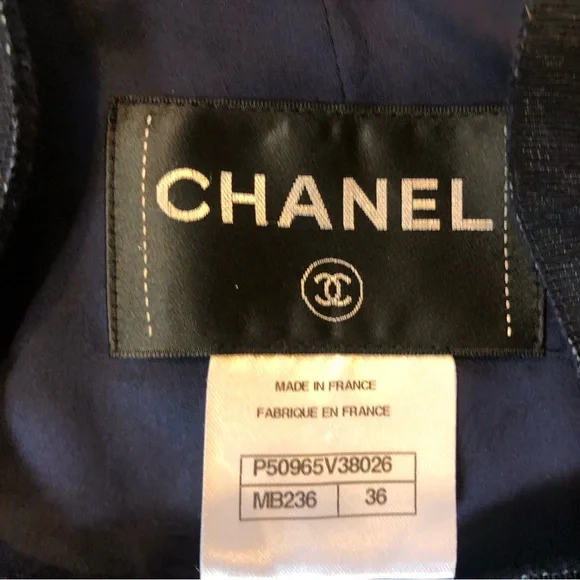 CHANEL
MADE IN FRANCE
FABRIQUE EN FRANCE
P50965V38026
MB236 36